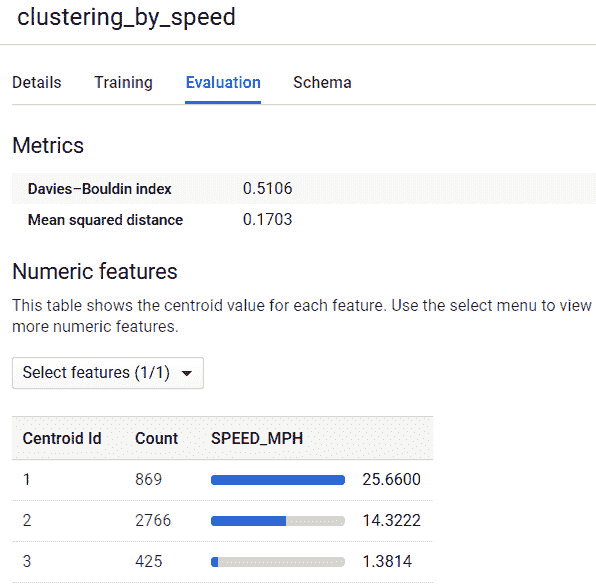 clustering_by_speed
Details Training Evaluation Schema
Metrics
Davies–Bouldin index 0.5106
Mean squared distance 0.1703
Numeric features
This table shows the centroid value for each feature. Use the select menu to view
more numeric features.
Select features (1/1)
Centroid Id Count SPEED_MPH
1 869 25.6600
2 2766 14.3222
3 425 1.3814